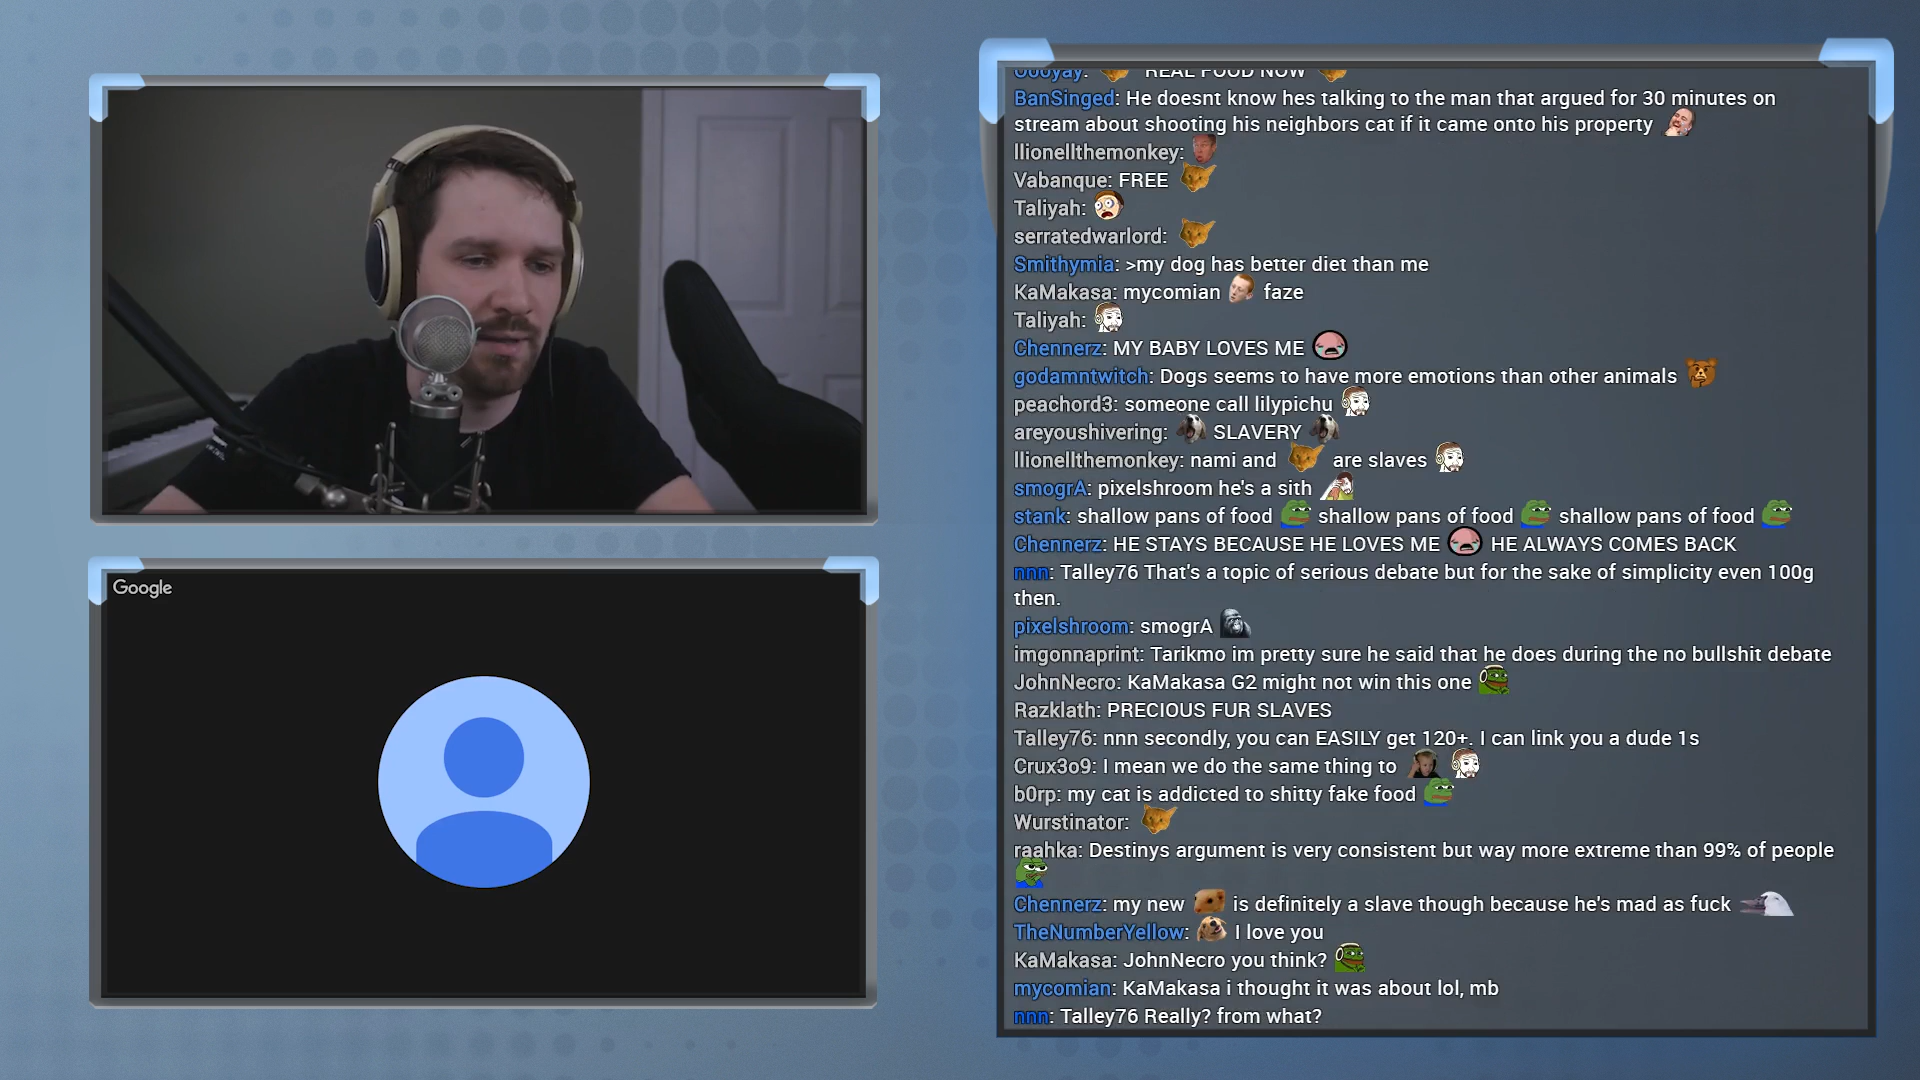 Google
Oooyay: REAL FOOD NOW
BanSinged: He doesnt know hes talking to the man that argued for 30 minutes on
stream about shooting his neighbors cat if it came onto his property
llionellthemonkey:
Vabanque: FREE
Taliyah:
serratedwarlord:
Smithymia: >my dog has better diet than me
KaMakasa: mycomian faze
Taliyah:
Chennerz: MY BABY LOVES ME
godamntwitch: Dogs seems to have more emotions than other animals
peachord3: someone call lilypichu
areyoushivering: SLAVERY
llionellthemonkey: nami and are slaves
smogrA: pixelshroom he's a sith
stank: shallow pans of food shallow pans of food shallow pans of food
Chennerz: HE STAYS BECAUSE HE LOVES ME HE ALWAYS COMES BACK
nnn: Talley76 That's a topic of serious debate but for the sake of simplicity even 100g
then.
pixelshroom: smogrA
imgonnaprint: Tarikmo im pretty sure he said that he does during the no bullshit debate
JohnNecro: KaMakasa G2 might not win this one
Razklath: PRECIOUS FUR SLAVES
Talley76: nnn secondly, you can EASILY get 120+. I can link you a dude 1s
Crux3o9: I mean we do the same thing to
b0rp: my cat is addicted to shitty fake food
Wurstinator:
raahka: Destinys argument is very consistent but way more extreme than 99% of people
Chennerz: my new is definitely a slave though because he's mad as fuck
TheNumberYellow: I love you
KaMakasa: JohnNecro you think?
mycomian: KaMakasa i thought it was about lol, mb
nnn: Talley76 Really? from what?